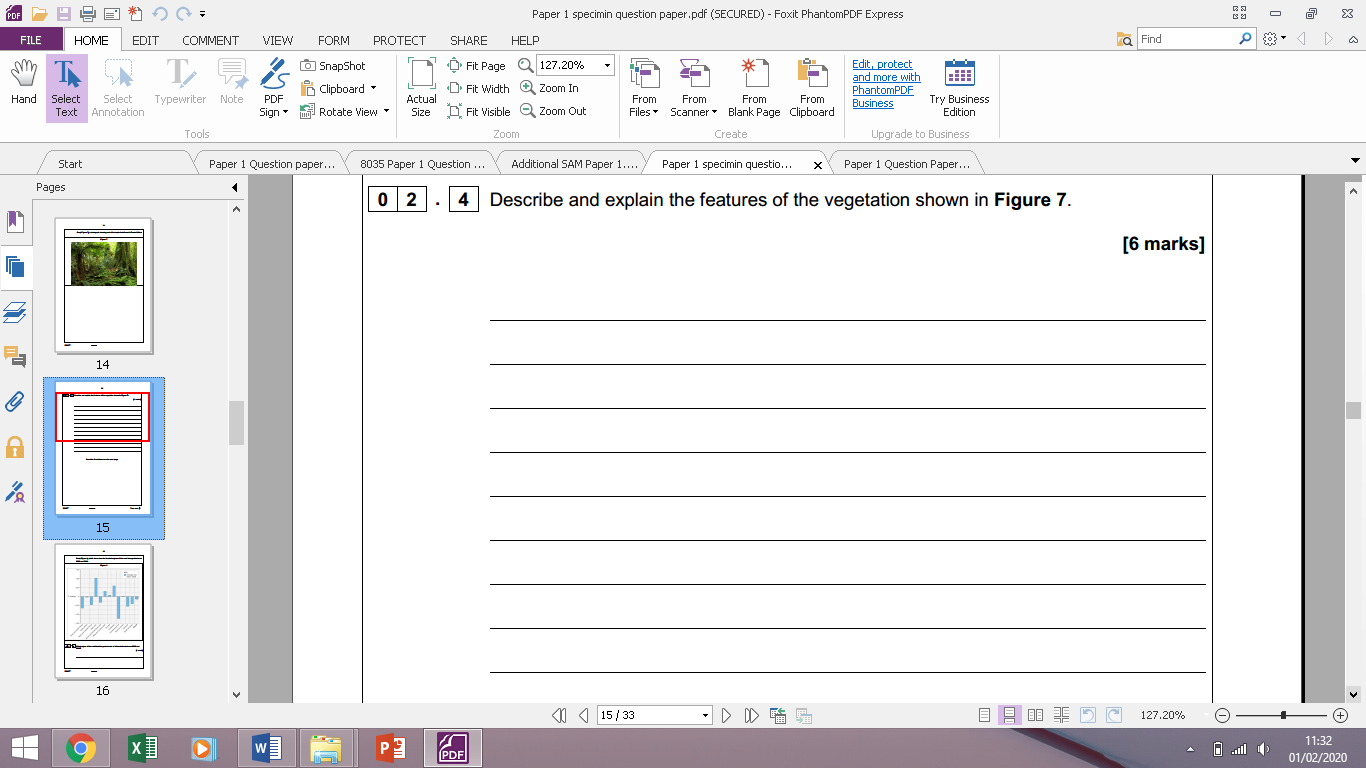 Paper 1 specimin question paper.pdf (SECURED) - Foxit PhantomPDF Express
FILE HOME EDIT COMMENT VIEW FORM PROTECT SHARE HELP
Find
Hand
Select Text
Select Annotation
Typewriter
Note
PDF Sign
SnapShot
Clipboard
Rotate View
Tools
Actual Size
Fit Page
Fit Width
Fit Visible
127.20%
Zoom In
Zoom Out
Zoom
From Files
From Scanner
From Blank Page
From Clipboard
Create
Edit, protect
and more with
PhantomPDF
Business
Try Business Edition
Upgrade to Business
Start
Paper 1 Question paper...
8035 Paper 1 Question ...
Additional SAM Paper 1....
Paper 1 specimin questio...
Paper 1 Question Paper...
Pages
14
15
16
0 2 . 4 Describe and explain the features of the vegetation shown in Figure 7.
[6 marks]
15 / 33
127.20%
11:32
01/02/2020